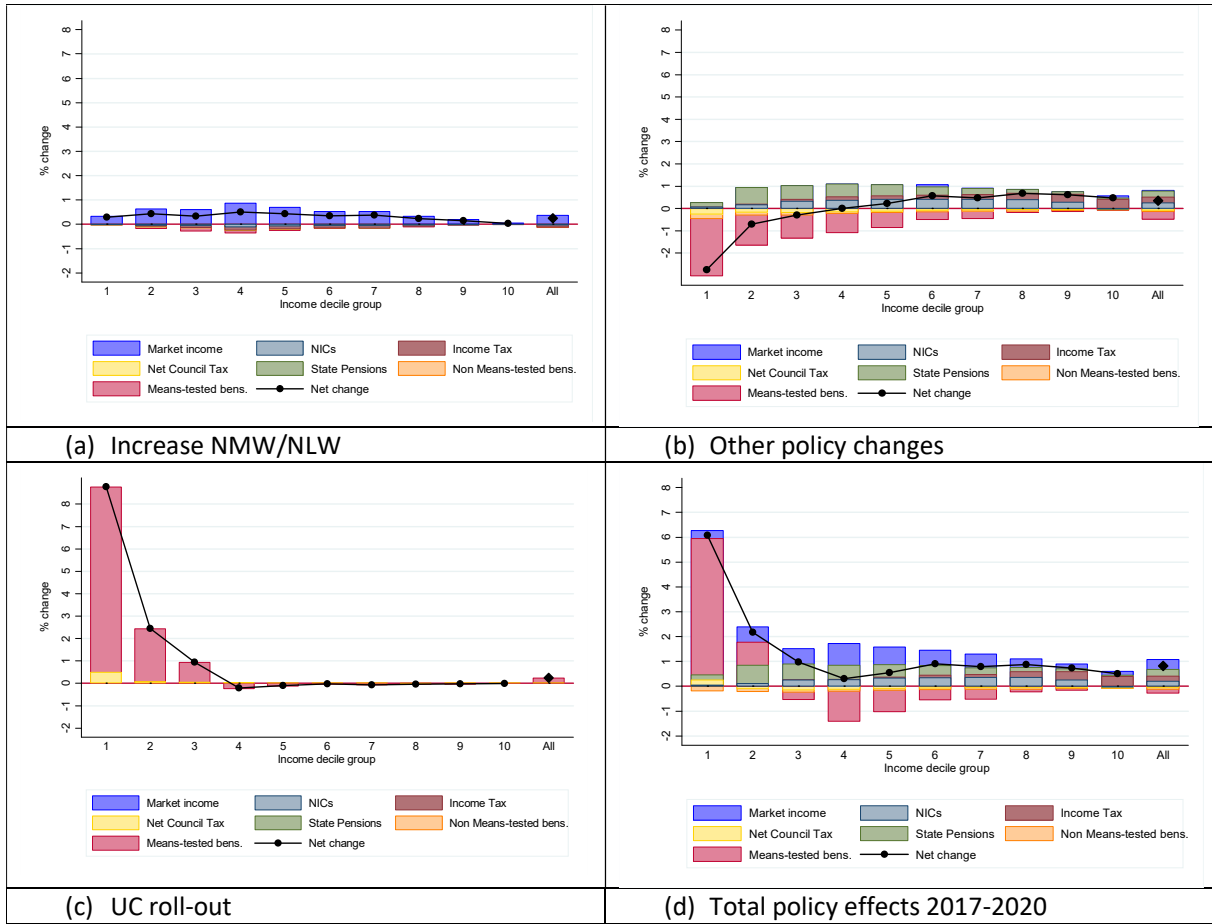 % change
8
7
6
5
4
3
2
1
0
-1
-2
1 2 3 4 5 6 7 8 9 10 All
Income decile group
Market income NICs Income Tax
Net Council Tax State Pensions Non Means-tested bens.
Means-tested bens. Net change
(a) Increase NMW/NLW
% change
8
7
6
5
4
3
2
1
0
-1
-2
1 2 3 4 5 6 7 8 9 10 All
Income decile group
Market income NICs Income Tax
Net Council Tax State Pensions Non Means-tested bens.
Means-tested bens. Net change
(b) Other policy changes
% change
8
7
6
5
4
3
2
1
0
-1
-2
1 2 3 4 5 6 7 8 9 10 All
Income decile group
Market income NICs Income Tax
Net Council Tax State Pensions Non Means-tested bens.
Means-tested bens. Net change
(c) UC roll-out
% change
8
7
6
5
4
3
2
1
0
-1
-2
1 2 3 4 5 6 7 8 9 10 All
Income decile group
Market income NICs Income Tax
Net Council Tax State Pensions Non Means-tested bens.
Means-tested bens. Net change
(d) Total policy effects 2017-2020